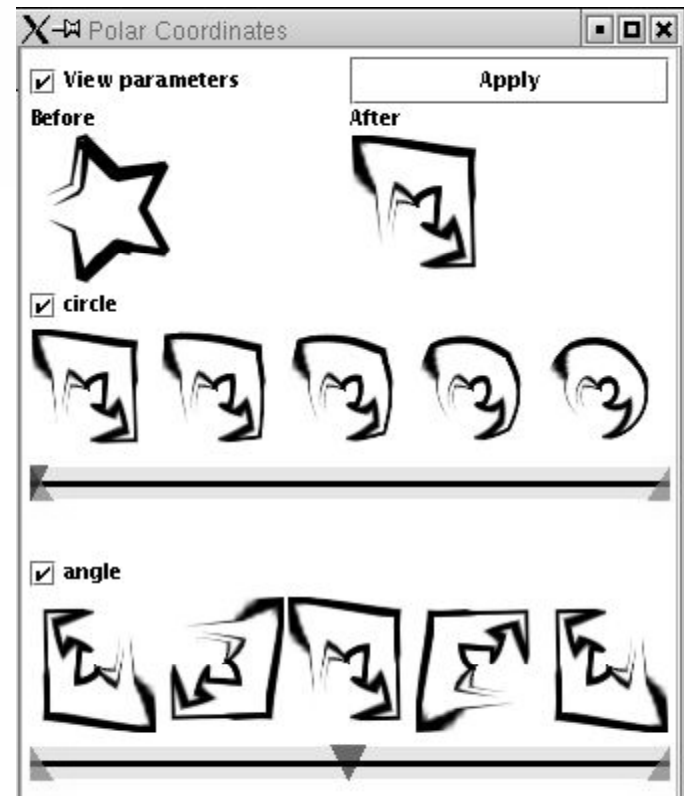 Polar Coordinates
View parameters
Apply
Before
After
circle
angle